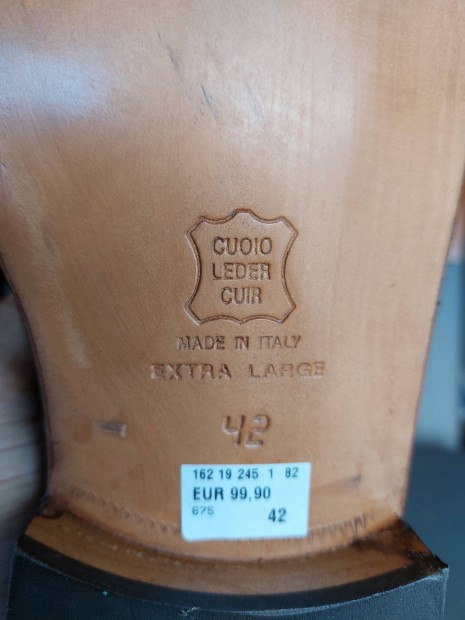 CUOIO
LEDER
CUIR
MADE IN ITALY
EXTRA LARGE
42
162 19 245 1 82
EUR 99,90
675
42